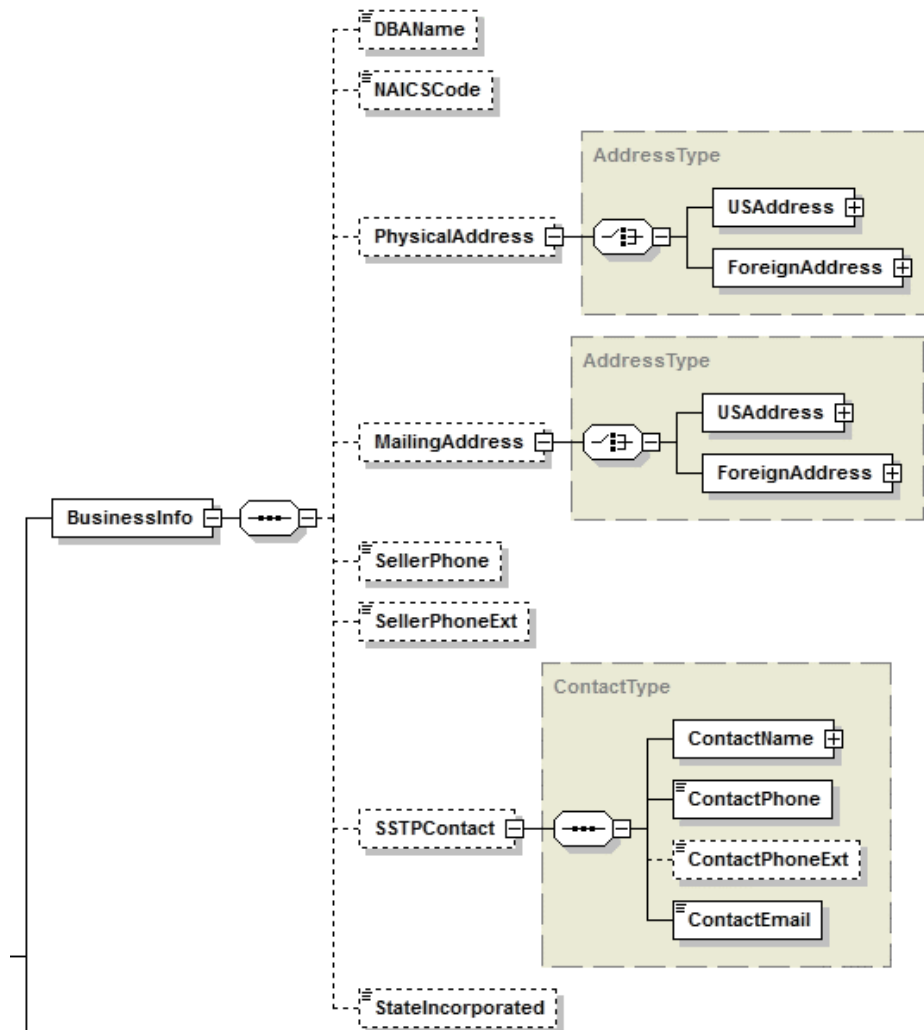 DBAName
NAICSCode
AddressType
USAddress
PhysicalAddress
ForeignAddress
AddressType
USAddress
MailingAddress
ForeignAddress
BusinessInfo
SellerPhone
SellerPhoneExt
ContactType
ContactName
ContactPhone
SSTPContact
ContactPhoneExt
ContactEmail
StateIncorporated